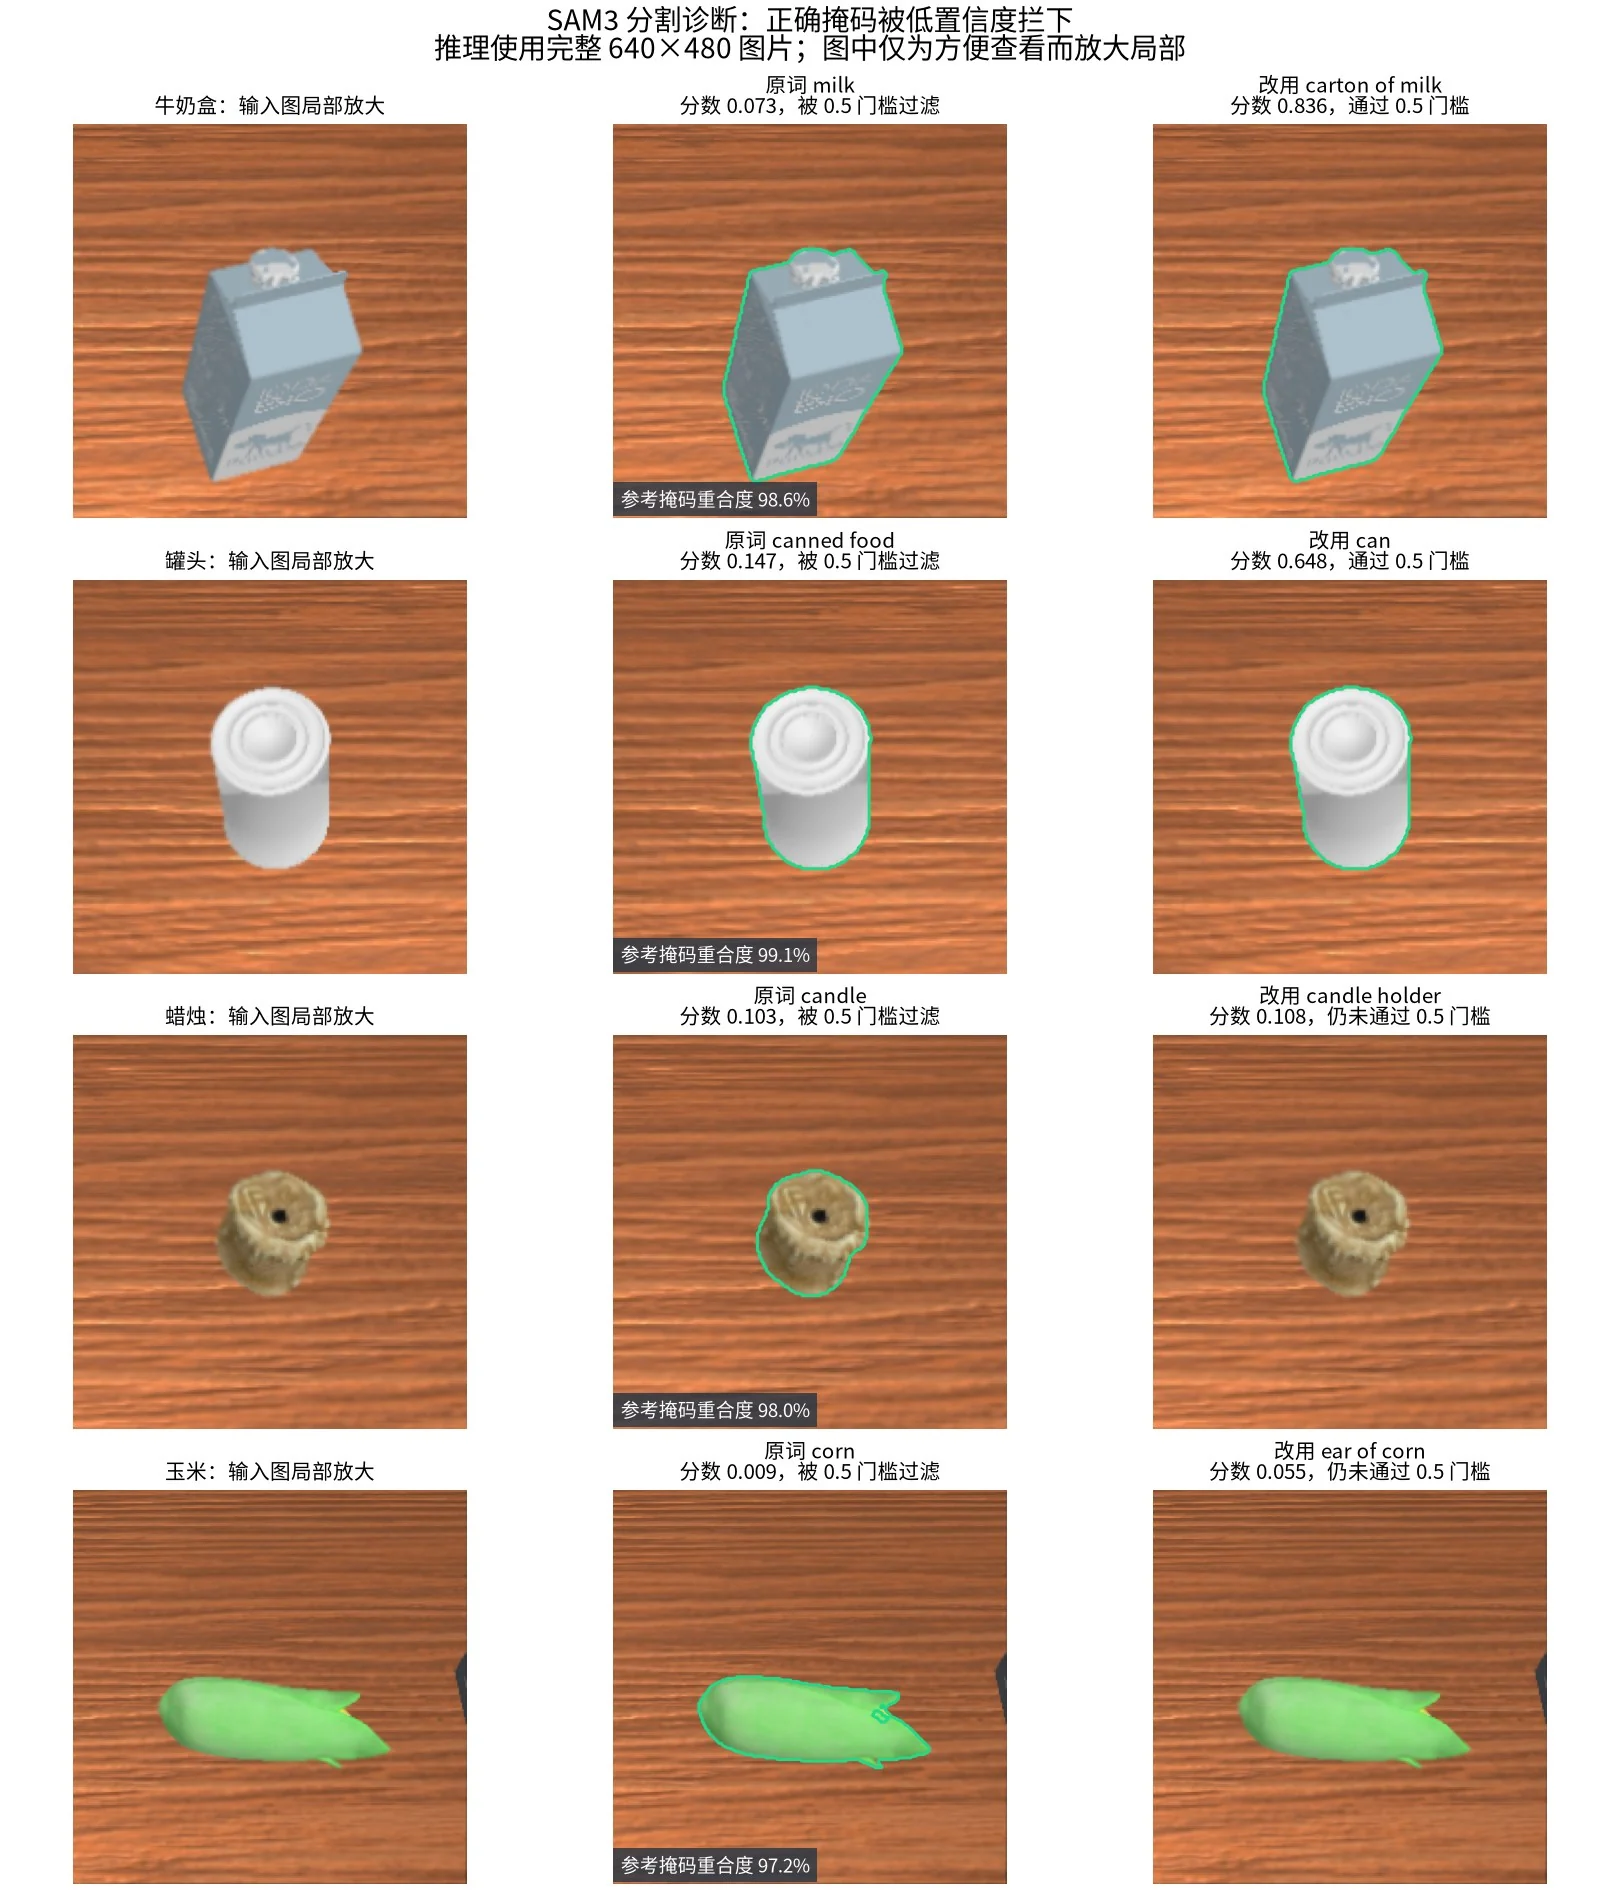 SAM3 分割诊断：正确掩码被低置信度拦下
推理使用完整 640×480 图片；图中仅为方便查看而放大局部
牛奶盒：输入图局部放大
原词 milk
分数 0.073，被 0.5 门槛过滤
改用 carton of milk
分数 0.836，通过 0.5 门槛
参考掩码重合度 98.6%
罐头：输入图局部放大
原词 canned food
分数 0.147，被 0.5 门槛过滤
改用 can
分数 0.648，通过 0.5 门槛
参考掩码重合度 99.1%
蜡烛：输入图局部放大
原词 candle
分数 0.103，被 0.5 门槛过滤
改用 candle holder
分数 0.108，仍未通过 0.5 门槛
参考掩码重合度 98.0%
玉米：输入图局部放大
原词 corn
分数 0.009，被 0.5 门槛过滤
改用 ear of corn
分数 0.055，仍未通过 0.5 门槛
参考掩码重合度 97.2%